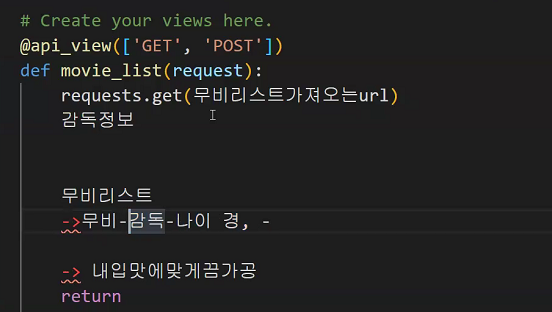 # Create your views here.
@api_view(['GET', 'POST'])
def movie_list(request):
requests.get(무비리스트가져오는url)
감독정보
무비리스트
->무비-감독-나이 경, -
-> 내입맛에맞게끔가공
return